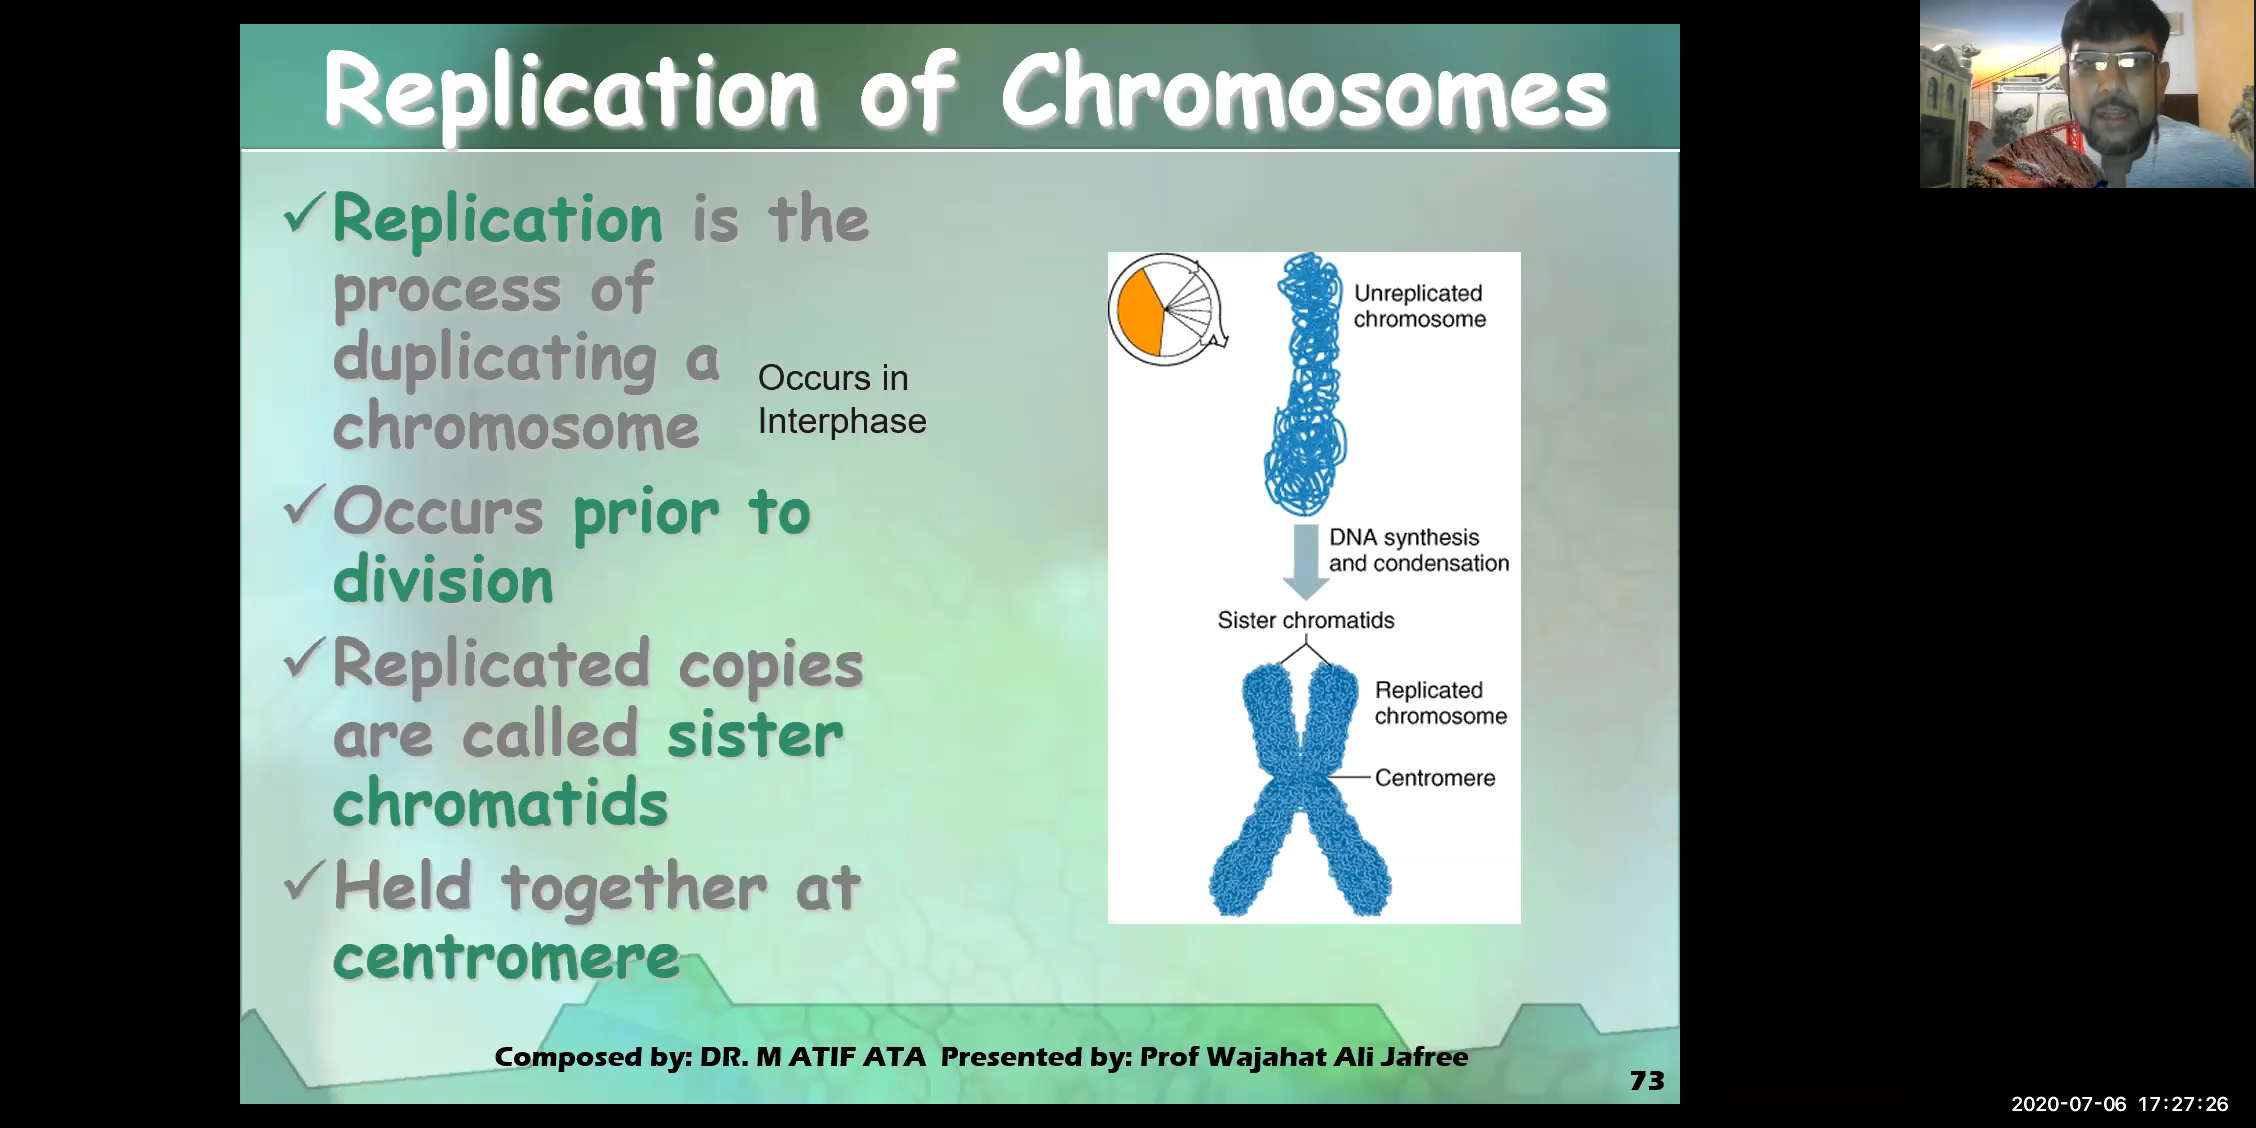 Replication of Chromosomes
✓Replication is the
process of
duplicating a
chromosome
Occurs in
Interphase
✓Occurs prior to
division
✓Replicated copies
are called sister
chromatids
✓Held together at
centromere
Unreplicated
chromosome
DNA synthesis
and condensation
Sister chromatids
Replicated
chromosome
Centromere
Composed by: DR. M ATIF ATA Presented by: Prof Wajahat Ali Jafree
73
2020-07-06 17:27:26